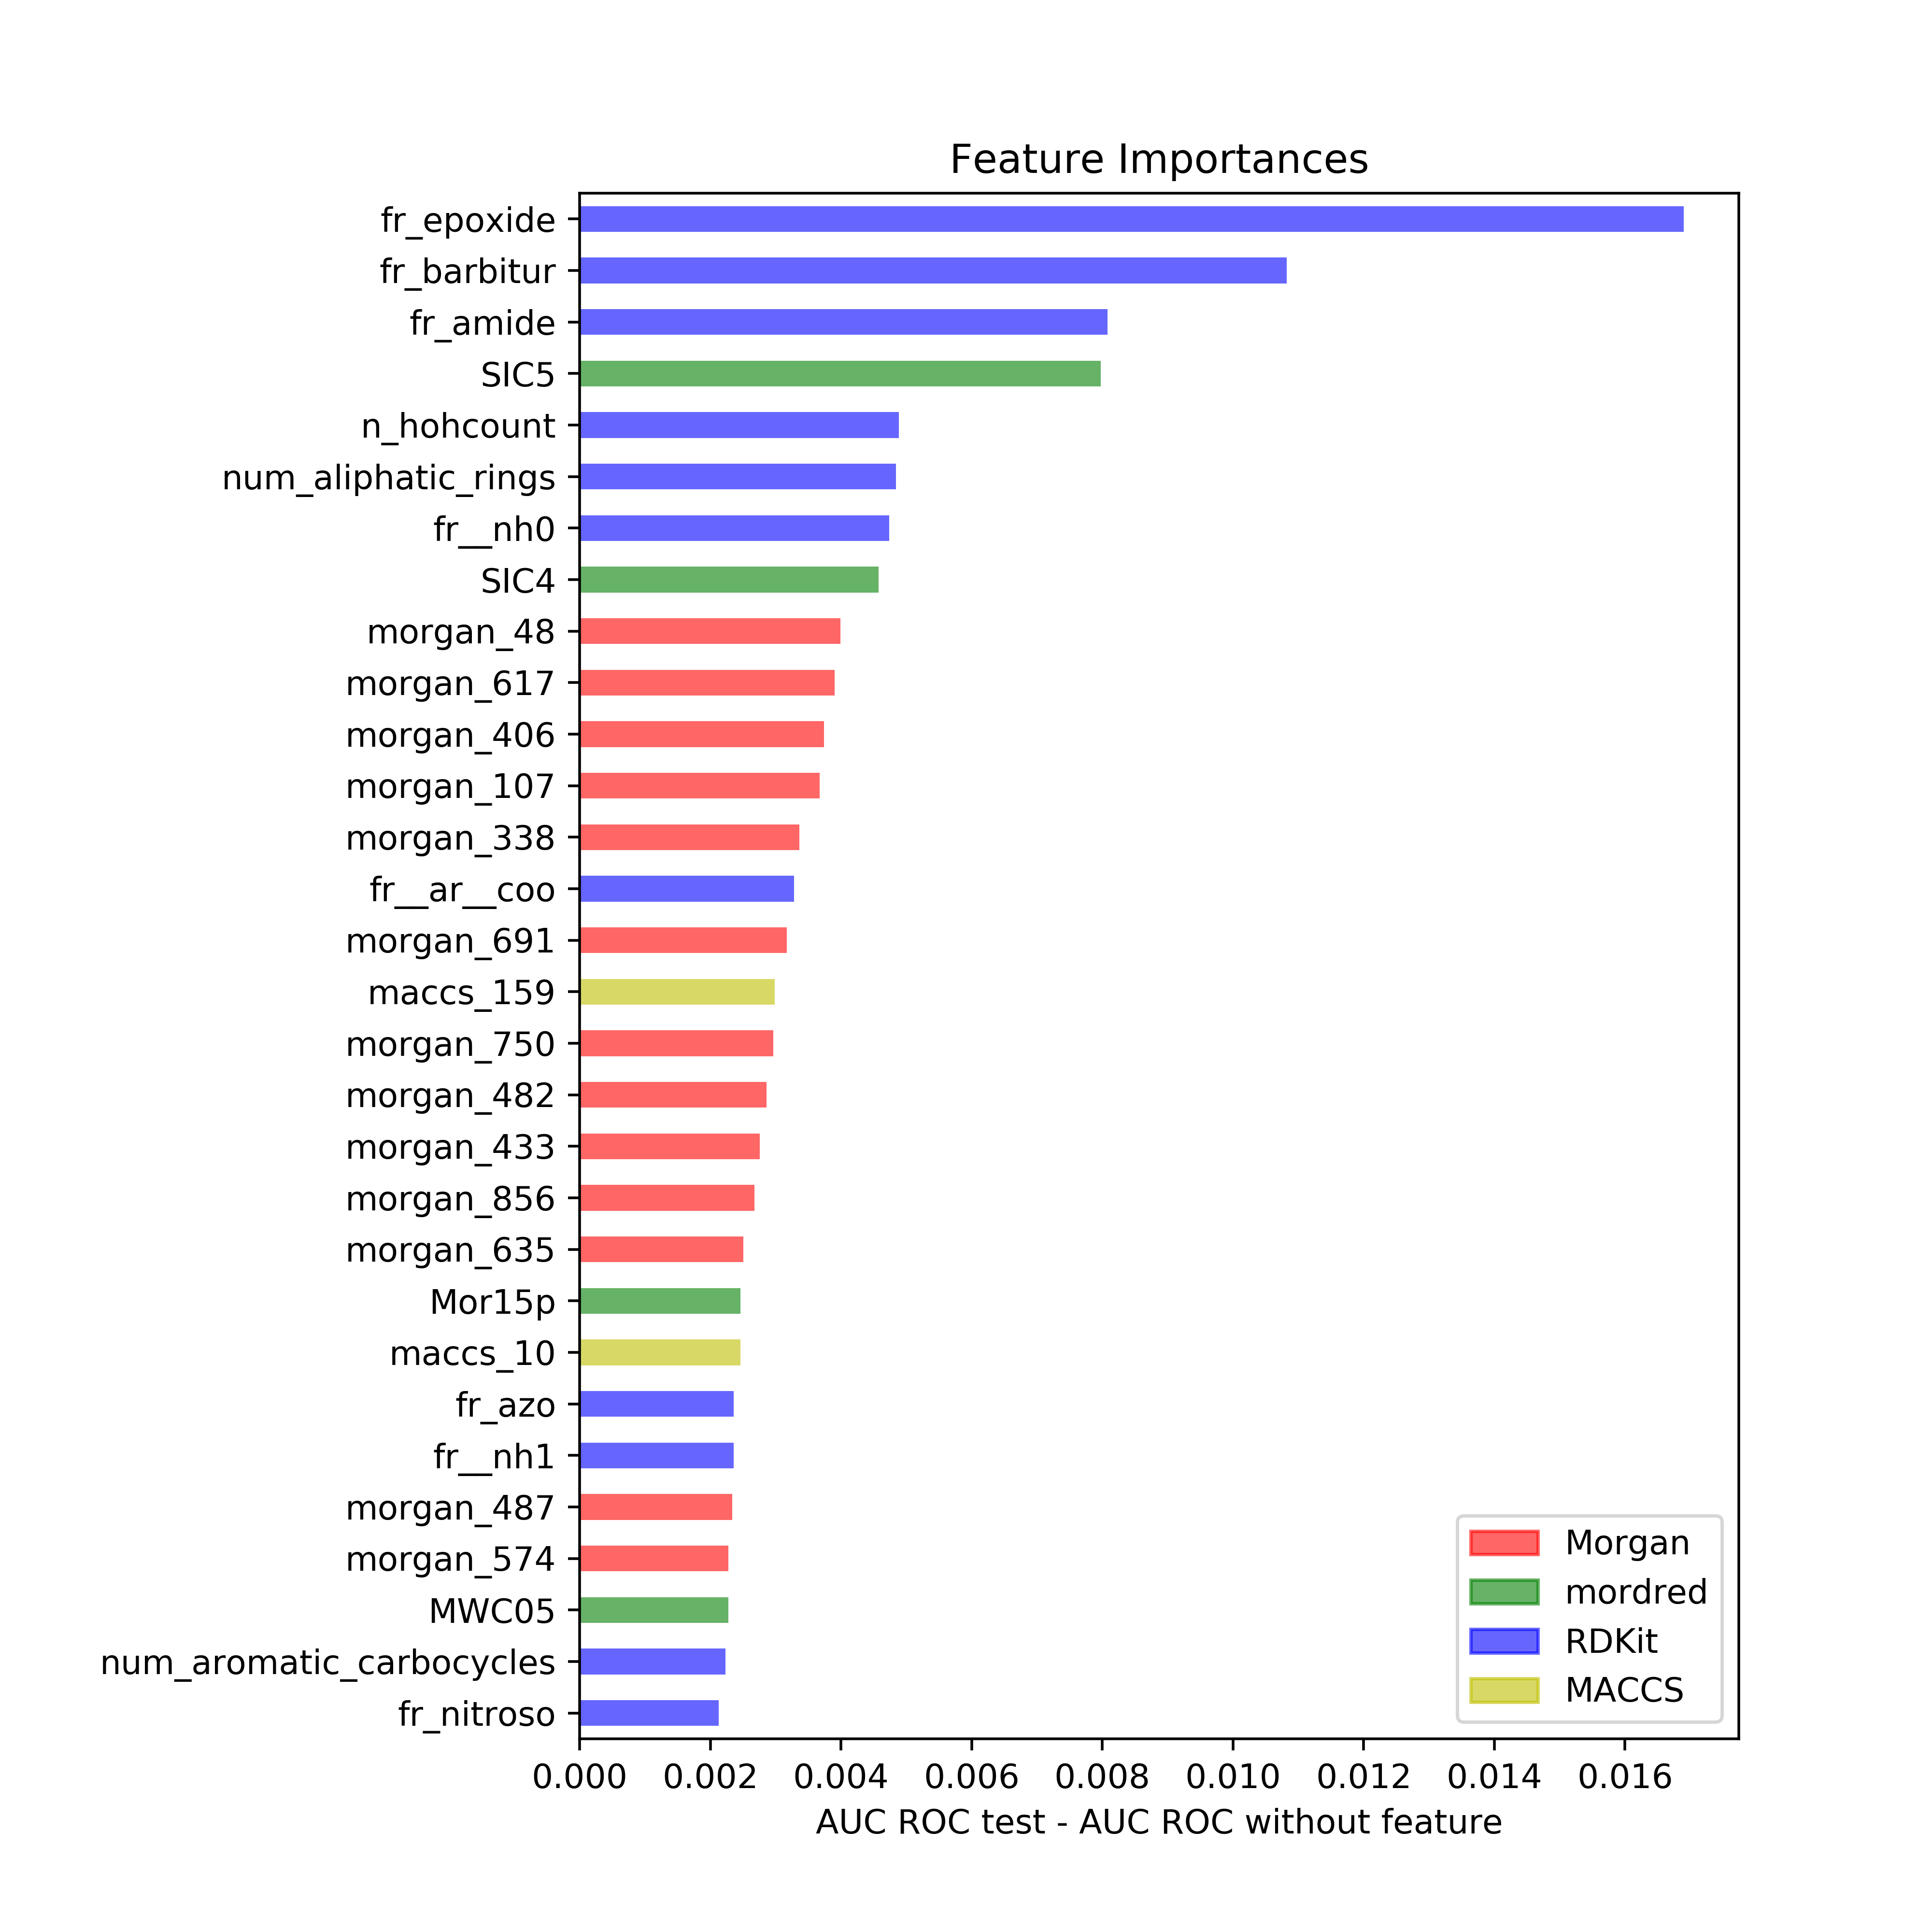 Feature Importances
fr_epoxide
fr_barbitur
fr_amide
SIC5
n_hohcount
num_aliphatic_rings
fr__nh0
SIC4
morgan_48
morgan_617
morgan_406
morgan_107
morgan_338
fr__ar__coo
morgan_691
maccs_159
morgan_750
morgan_482
morgan_433
morgan_856
morgan_635
Mor15p
maccs_10
fr_azo
fr__nh1
morgan_487
morgan_574
MWC05
num_aromatic_carbocycles
fr_nitroso
Morgan
mordred
RDKit
MACCS
0.000 0.002 0.004 0.006 0.008 0.010 0.012 0.014 0.016
AUC ROC test - AUC ROC without feature